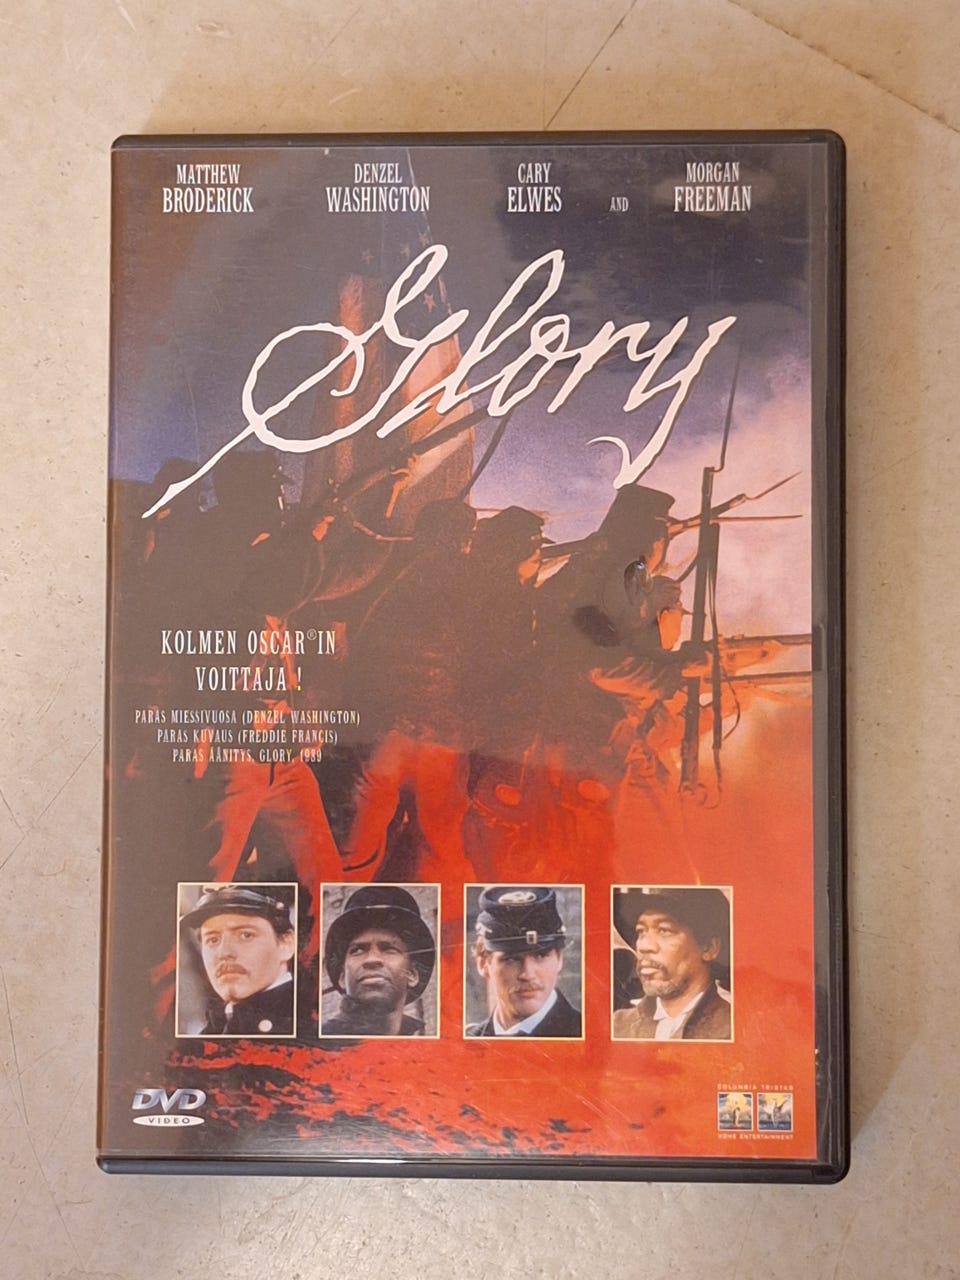 MATTHEW
BRODERICK
DENZEL
WASHINGTON
CARY
ELWES
AND
MORGAN
FREEMAN
Glory
KOLMEN OSCAR®IN
VOITTAJA !
PARAS MIESSIVUOSA (DENZEL WASHINGTON)
PARAS KUVAUS (FREDDIE FRANCIS)
PARAS ÄÄNITYS, GLORY, 1989
DVD
VIDEO
COLUMBIA TRISTAR
HOME ENTERTAINMENT